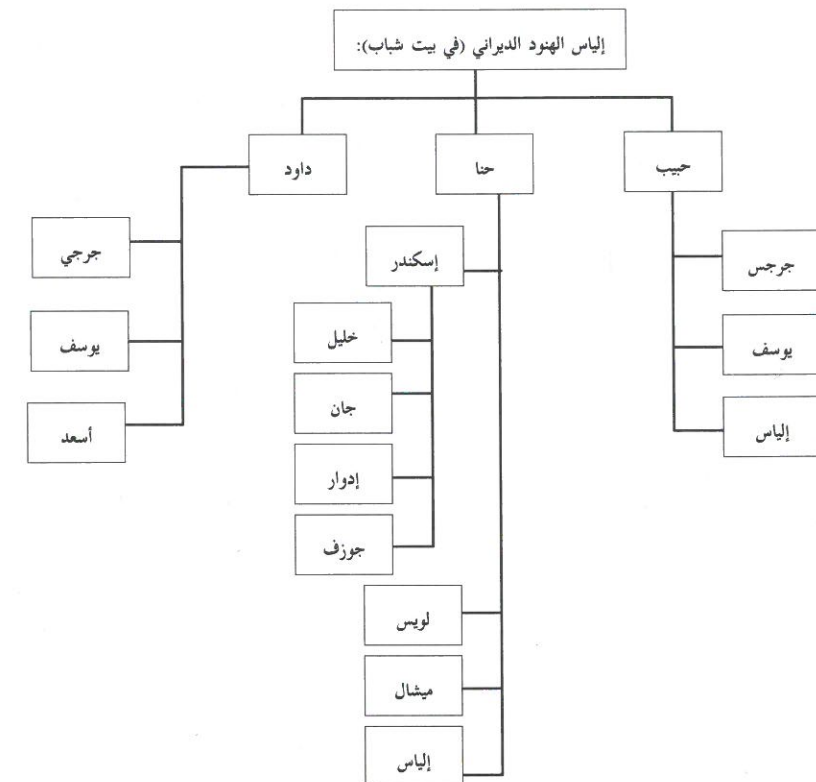 إلياس الهنود الديراني (في بيت شباب):
حبيب
حنا
داود
جرجس
يوسف
إلياس
إسكندر
خليل
جان
إدوار
جوزف
لويس
ميشال
إلياس
جرجي
يوسف
أسعد